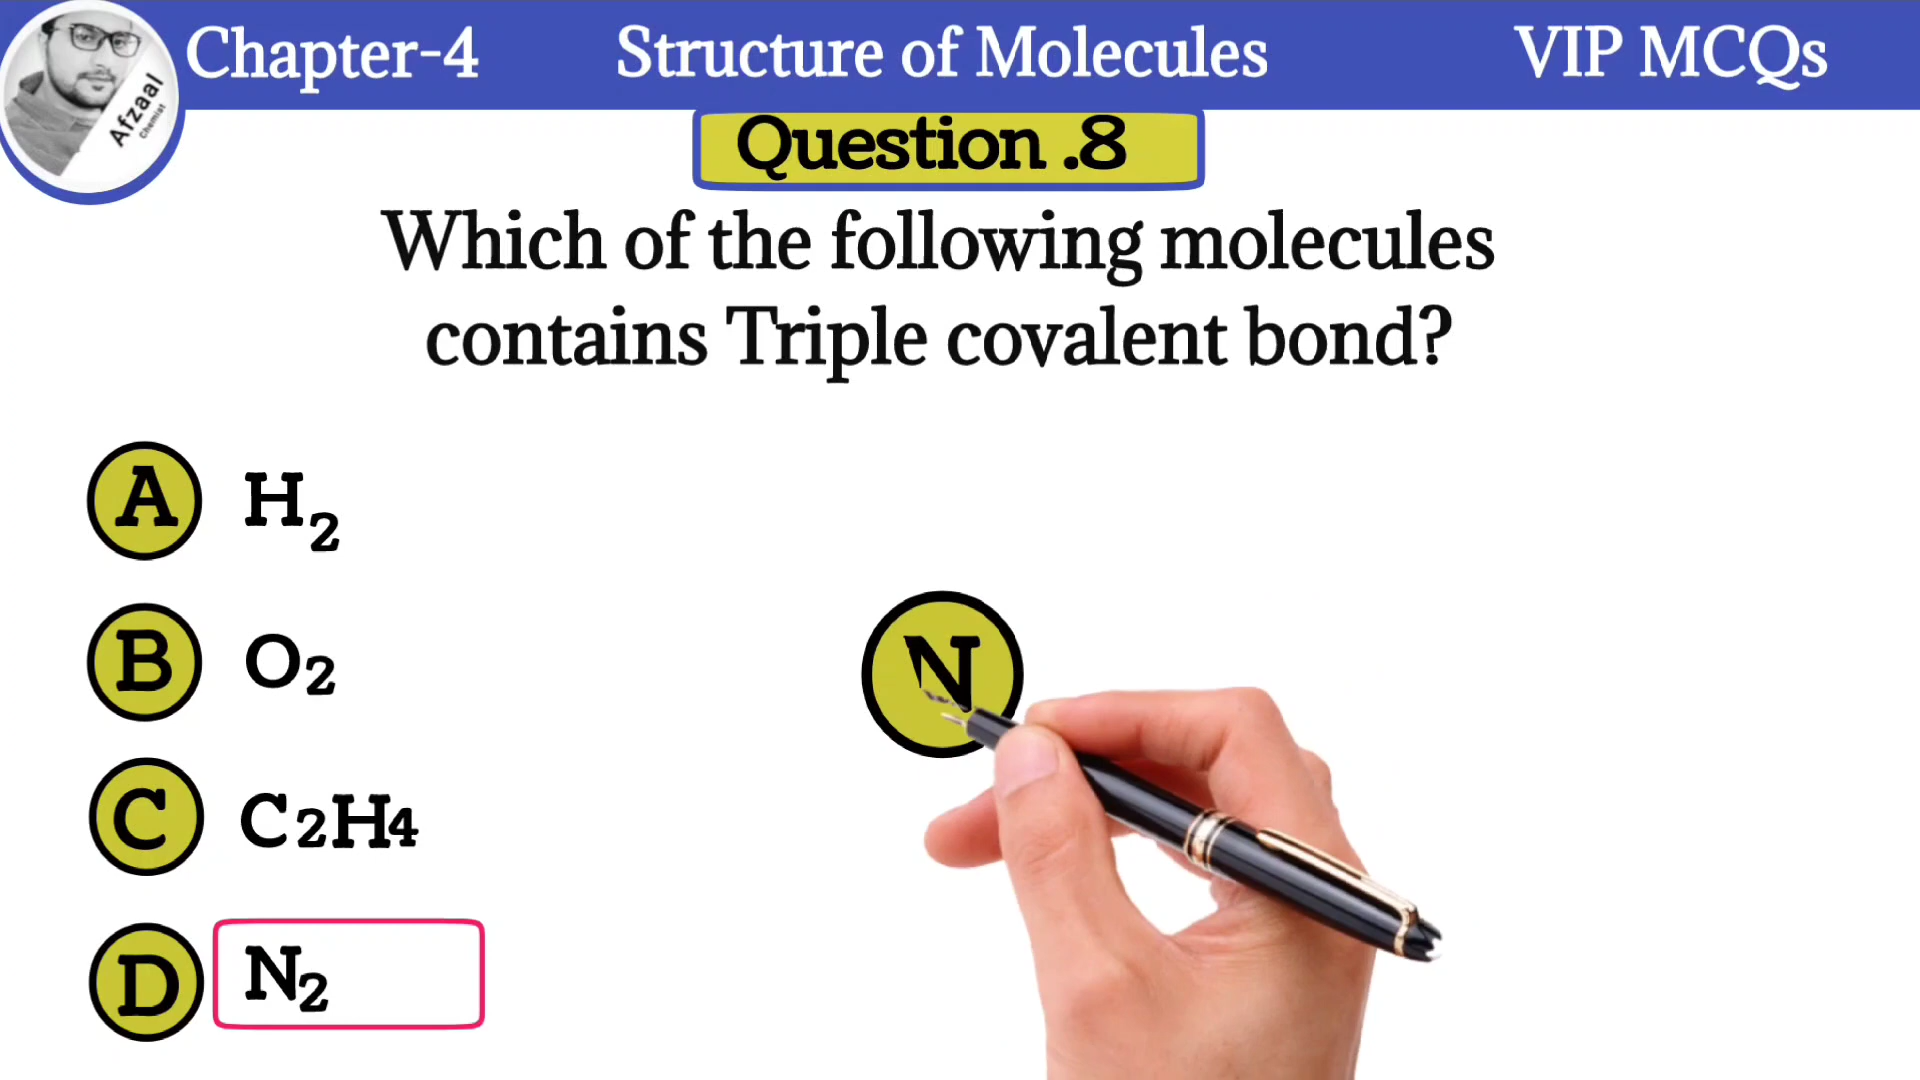 Afzaal
Chemist
Chapter-4 Structure of Molecules VIP MCQs
Question .8
Which of the following molecules
contains Triple covalent bond?
A H₂
B O₂
C C₂H₄
D N₂
N